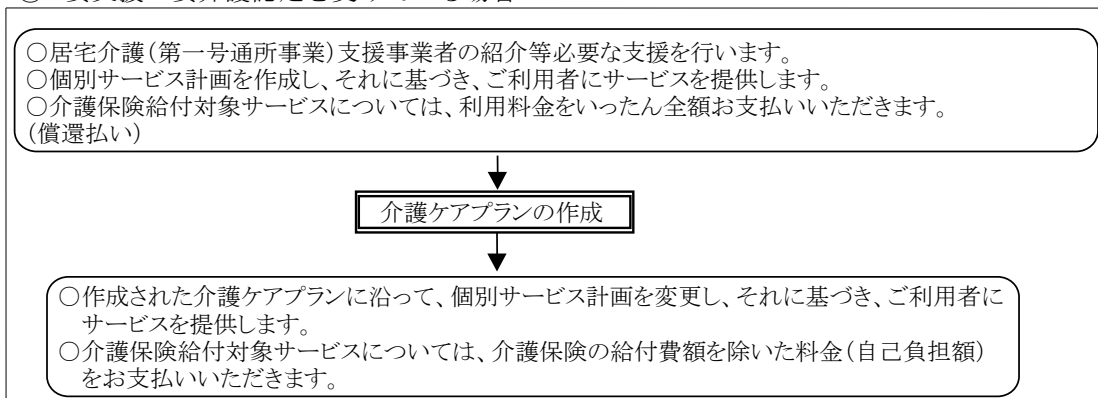 ○居宅介護(第一号通所事業)支援事業者の紹介等必要な支援を行います。
○個別サービス計画を作成し、それに基づき、ご利用者にサービスを提供します。
○介護保険給付対象サービスについては、利用料金をいったん全額お支払いいただきます。
(償還払い)
介護ケアプランの作成
○作成された介護ケアプランに沿って、個別サービス計画を変更し、それに基づき、ご利用者に
サービスを提供します。
○介護保険給付対象サービスについては、介護保険の給付費額を除いた料金(自己負担額)
をお支払いいただきます。